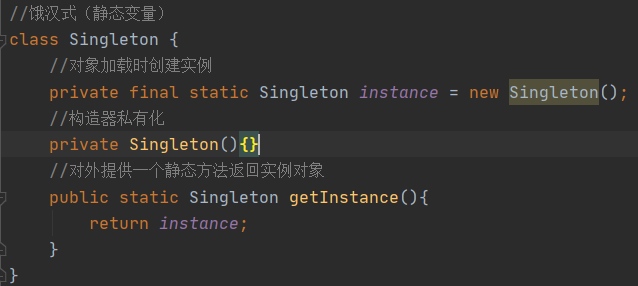 //饿汉式（静态变量）
class Singleton {
    //对象加载时创建实例
    private final static Singleton instance = new Singleton();
    //构造器私有化
    private Singleton(){}
    //对外提供一个静态方法返回实例对象
    public static Singleton getInstance(){
        return instance;
    }
}